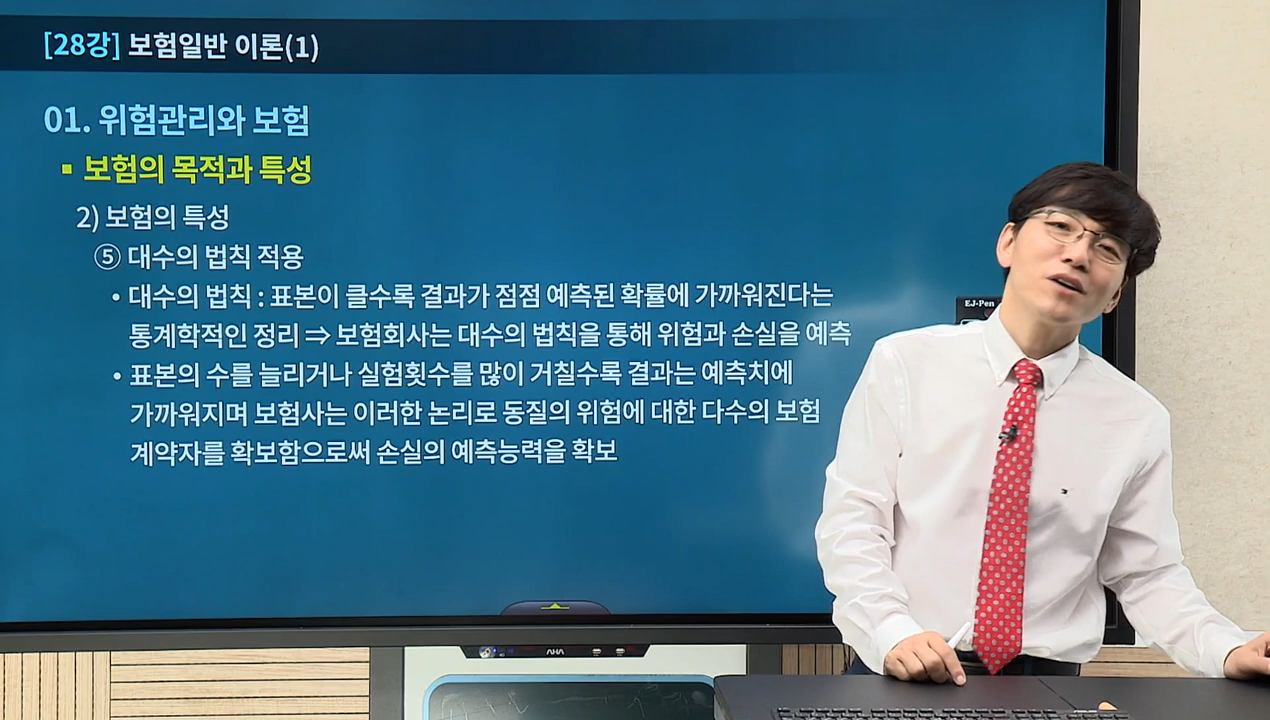 [28강] 보험일반 이론(1)
01. 위험관리와 보험
▪ 보험의 목적과 특성
2) 보험의 특성
⑤ 대수의 법칙 적용
• 대수의 법칙 : 표본이 클수록 결과가 점점 예측된 확률에 가까워진다는
통계학적인 정리 ⇒ 보험회사는 대수의 법칙을 통해 위험과 손실을 예측
• 표본의 수를 늘리거나 실험횟수를 많이 거칠수록 결과는 예측치에
가까워지며 보험사는 이러한 논리로 동질의 위험에 대한 다수의 보험
계약자를 확보함으로써 손실의 예측능력을 확보
EJ-Pen
AHA